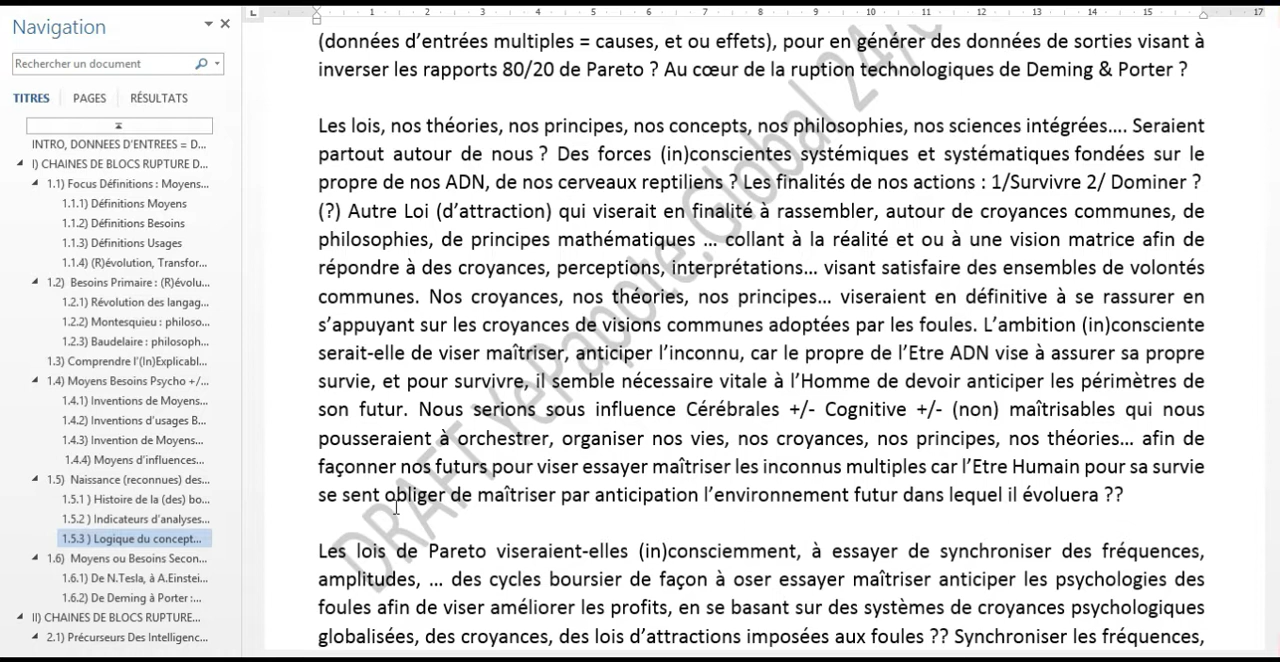 Navigation
Rechercher un document
TITRES PAGES RÉSULTATS
INTRO, DONNEES D'ENTREES = D...
I) CHAINES DE BLOCS RUPTURE D...
1.1) Focus Définitions : Moyens...
1.1.1) Définitions Moyens
1.1.2) Définitions Besoins
1.1.3) Définitions Usages
1.1.4) (R)évolution, Transfor...
1.2) Besoins Primaire : (R)évolu...
1.2.1) Révolution des langag...
1.2.2) Montesquieu : philoso...
1.2.3) Baudelaire : philosoph...
1.3) Comprendre l'(In)Explicabl...
1.4) Moyens Besoins Psycho +/...
1.4.1) Inventions de Moyens...
1.4.2) Inventions d'usages B...
1.4.3) Invention de Moyens...
1.4.4) Moyens d'influences...
1.5) Naissance (reconnues) des...
1.5.1 ) Histoire de la (des) bo...
1.5.2 ) Indicateurs d'analyses...
1.5.3 ) Logique du concept...
1.6) Moyens ou Besoins Secon...
1.6.1) De N.Tesla, à A.Einstei...
1.6.2) De Deming à Porter :...
II) CHAINES DE BLOCS RUPTURE...
2.1) Précurseurs Des Intelligenc...
1 2 3 4 5 6 7 8 9 10 11 12 13 14 15 17
(données d'entrées multiples = causes, et ou effets), pour en générer des données de sorties visant à
inverser les rapports 80/20 de Pareto ? Au cœur de la ruption technologiques de Deming & Porter ?
Les lois, nos théories, nos principes, nos concepts, nos philosophies, nos sciences intégrées…. Seraient
partout autour de nous ? Des forces (in)conscientes systémiques et systématiques fondées sur le
propre de nos ADN, de nos cerveaux reptiliens ? Les finalités de nos actions : 1/Survivre 2/ Dominer ?
(?) Autre Loi (d'attraction) qui viserait en finalité à rassembler, autour de croyances communes, de
philosophies, de principes mathématiques … collant à la réalité et ou à une vision matrice afin de
répondre à des croyances, perceptions, interprétations… visant satisfaire des ensembles de volontés
communes. Nos croyances, nos théories, nos principes… viseraient en définitive à se rassurer en
s'appuyant sur les croyances de visions communes adoptées par les foules. L'ambition (in)consciente
serait-elle de viser maîtriser, anticiper l'inconnu, car le propre de l'Etre ADN vise à assurer sa propre
survie, et pour survivre, il semble nécessaire vitale à l'Homme de devoir anticiper les périmètres de
son futur. Nous serions sous influence Cérébrales +/- Cognitive +/- (non) maîtrisables qui nous
pousseraient à orchestrer, organiser nos vies, nos croyances, nos principes, nos théories… afin de
façonner nos futurs pour viser essayer maîtriser les inconnus multiples car l'Etre Humain pour sa survie
se sent obliger de maîtriser par anticipation l'environnement futur dans lequel il évoluera ??
Les lois de Pareto viseraient-elles (in)consciemment, à essayer de synchroniser des fréquences,
amplitudes, … des cycles boursier de façon à oser essayer maîtriser anticiper les psychologies des
foules afin de viser améliorer les profits, en se basant sur des systèmes de croyances psychologiques
globalisées, des croyances, des lois d'attractions imposées aux foules ?? Synchroniser les fréquences,
DRAFT YePapote.Global 24/